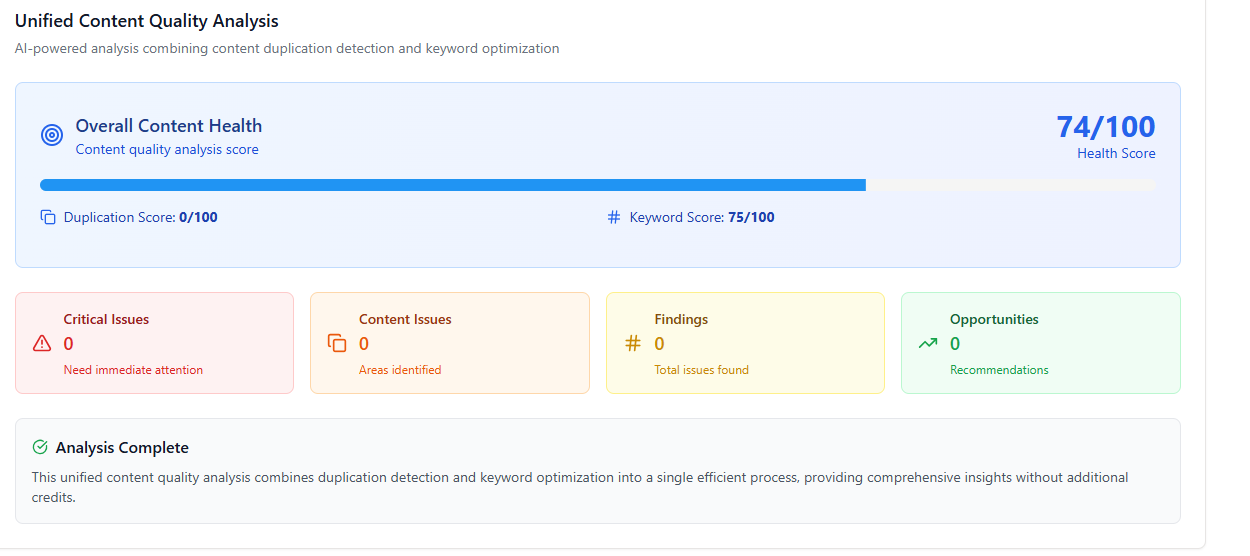 Unified Content Quality Analysis
AI-powered analysis combining content duplication detection and keyword optimization
Overall Content Health
Content quality analysis score
74/100
Health Score
Duplication Score: 0/100
Keyword Score: 75/100
Critical Issues
0
Need immediate attention
Content Issues
0
Areas identified
Findings
0
Total issues found
Opportunities
0
Recommendations
Analysis Complete
This unified content quality analysis combines duplication detection and keyword optimization into a single efficient process, providing comprehensive insights without additional
credits.